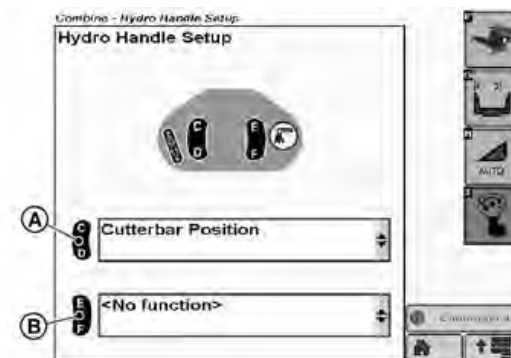 Combine - Hydro Handle Setup
Hydro Handle Setup
C
D
E
F
A
C
D
Cutterbar Position
B
E
F
<No function>
AUTO